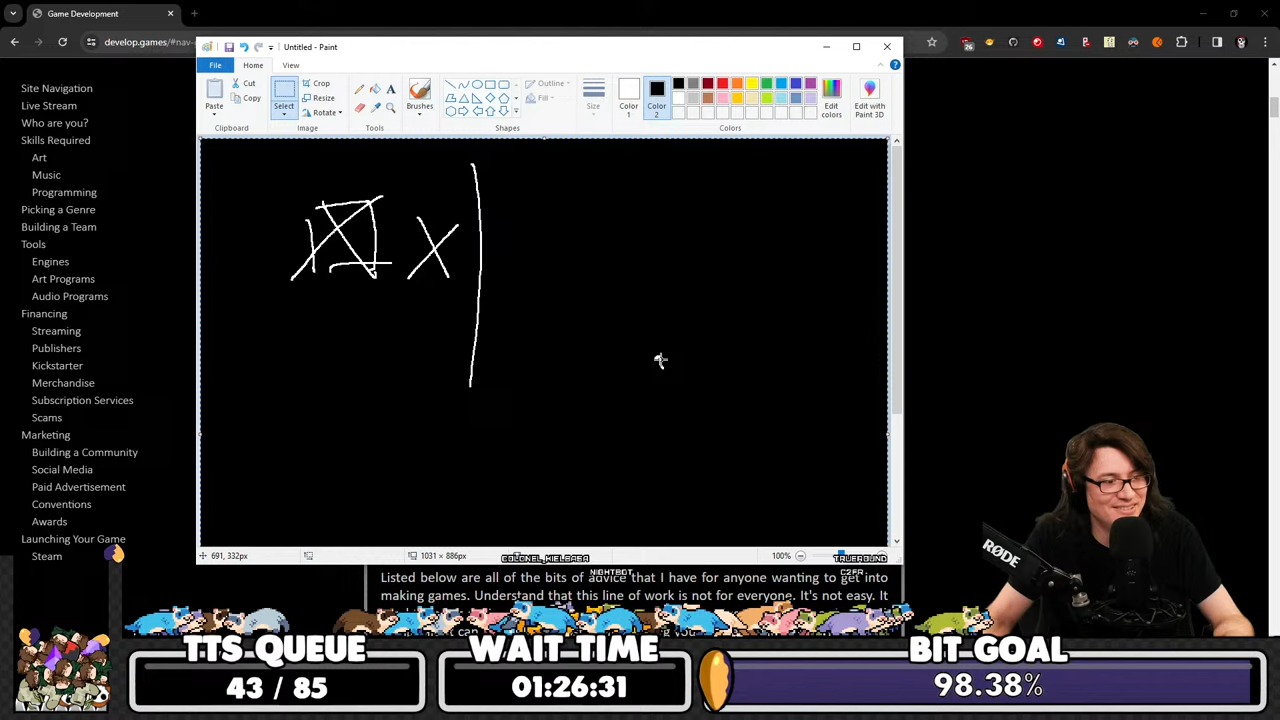 Game Development
develop.games/#nav-
Untitled - Paint
File
Home
View
Paste
Cut
Copy
Clipboard
Select
Crop
Resize
Rotate
Image
Tools
Brushes
Outline
Fill
Shapes
Size
Color
1
Color
2
Edit
colors
Edit with
Paint 3D
Colors
Site Navigation
Live Stream
Who are you?
Skills Required
Art
Music
Programming
Picking a Genre
Building a Team
Tools
Engines
Art Programs
Audio Programs
Financing
Streaming
Publishers
Kickstarter
Merchandise
Subscription Services
Scams
Marketing
Building a Community
Social Media
Paid Advertisement
Conventions
Awards
Launching Your Game
Steam
X
691, 332px
1031 × 886px
100%
COLONEL_KIELBASA
TRUEROUND
NIGHTBOT
Listed below are all of the bits of advice that I have for anyone wanting to get into
making games. Understand that this line of work is not for everyone. It's not easy. It
RØDE
TTS QUEUE
43 / 85
WAIT TIME
01:26:31
BIT GOAL
98.38%